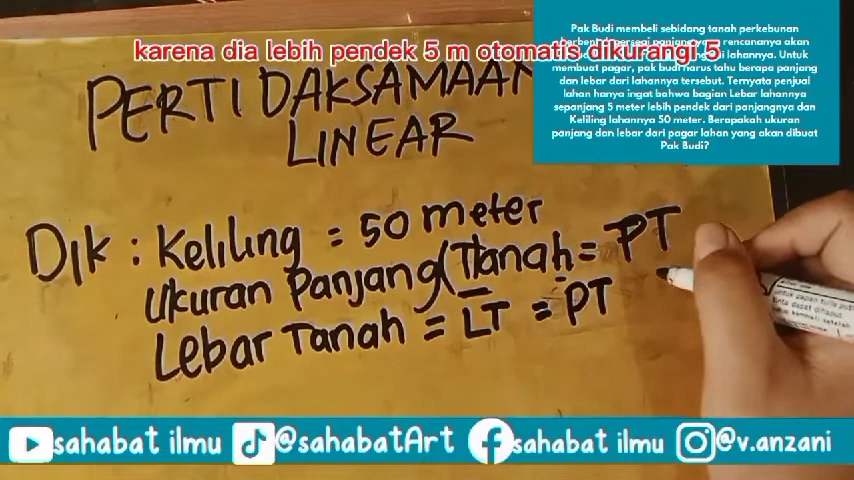 karena dia lebih pendek 5 m otomatis dikurangi 5
Pak Budi membeli sebidang tanah perkebunan
rencananya akan
lahannya. Untuk
membuat pagar, pak budi harus tahu berapa panjang
dan lebar dari lahannya tersebut. Ternyata penjual
lahan hanya ingat bahwa bagian Lebar lahannya
sepanjang 5 meter lebih pendek dari panjangnya dan
Keliling lahannya 50 meter. Berapakah ukuran
panjang dan lebar dari pagar lahan yang akan dibuat
Pak Budi?
PERTIDAKSAMAAN
LINEAR
DIK : Keliling = 50 meter
Ukuran Panjang (Tanah = PT
Lebar Tanah = LT = PT
sahabat ilmu @sahabatArt sahabat ilmu @v.anzani